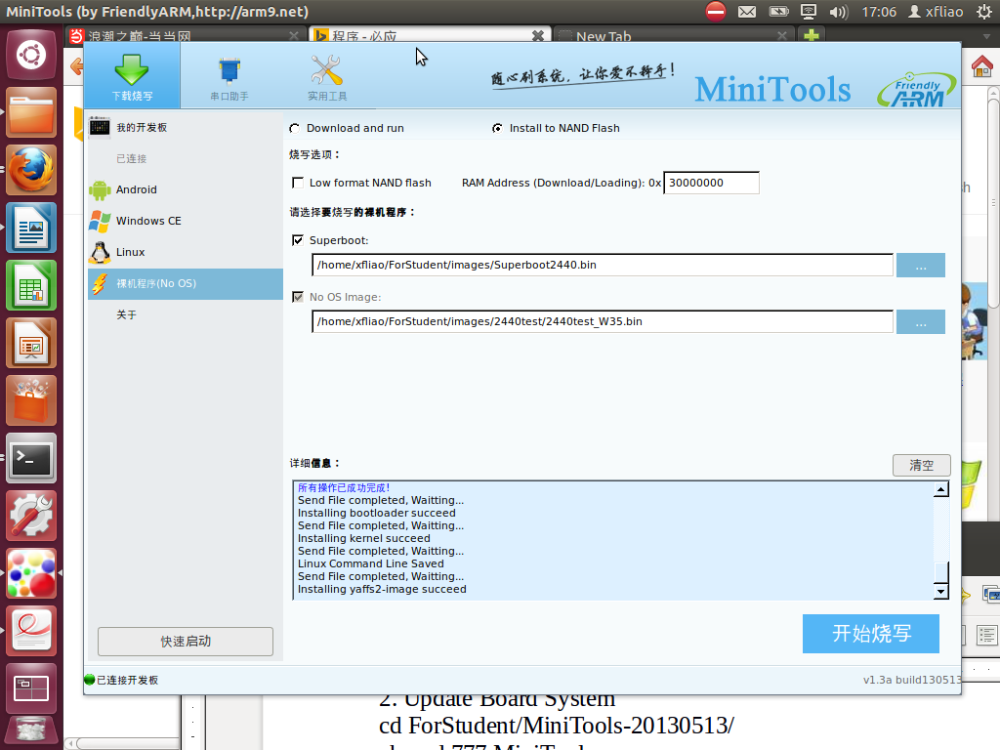 MiniTools (by FriendlyARM,http://arm9.net)
17:06
xfliao
浪潮之巅-当当网
程序 - 必应
New Tab
下载烧写
串口助手
实用工具
随心刷系统，让你爱不释手！
MiniTools
Friendly
ARM
我的开发板
已连接
Android
Windows CE
Linux
裸机程序(No OS)
关于
Download and run
Install to NAND Flash
烧写选项：
Low format NAND flash
RAM Address (Download/Loading): 0x
30000000
请选择要烧写的裸机程序：
Superboot:
/home/xfliao/ForStudent/images/Superboot2440.bin
...
No OS Image:
/home/xfliao/ForStudent/images/2440test/2440test_W35.bin
...
详细信息：
清空
所有操作已成功完成！
Send File completed, Waitting...
Installing bootloader succeed
Send File completed, Waitting...
Installing kernel succeed
Send File completed, Waitting...
Linux Command Line Saved
Send File completed, Waitting...
Installing yaffs2-image succeed
快速启动
开始烧写
已连接开发板
v1.3a build130513
2. Update Board System
cd ForStudent/MiniTools-20130513/